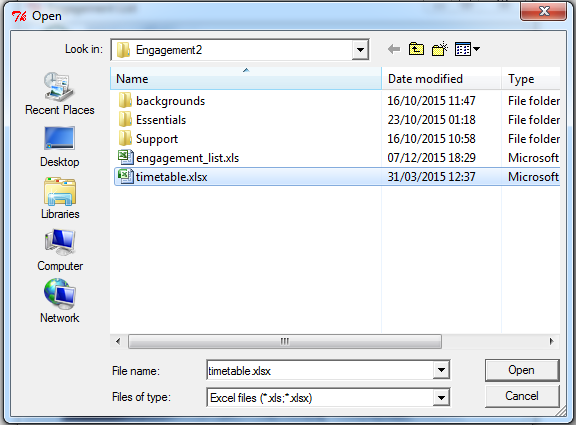 Open
Look in: Engagement2
Name Date modified Type
backgrounds 16/10/2015 11:47 File folder
Essentials 23/10/2015 01:18 File folder
Support 16/10/2015 10:58 File folder
engagement_list.xls 07/12/2015 18:29 Microsoft
timetable.xlsx 31/03/2015 12:37 Microsoft
Recent Places
Desktop
Libraries
Computer
Network
File name: timetable.xlsx Open
Files of type: Excel files (*.xls;*.xlsx) Cancel